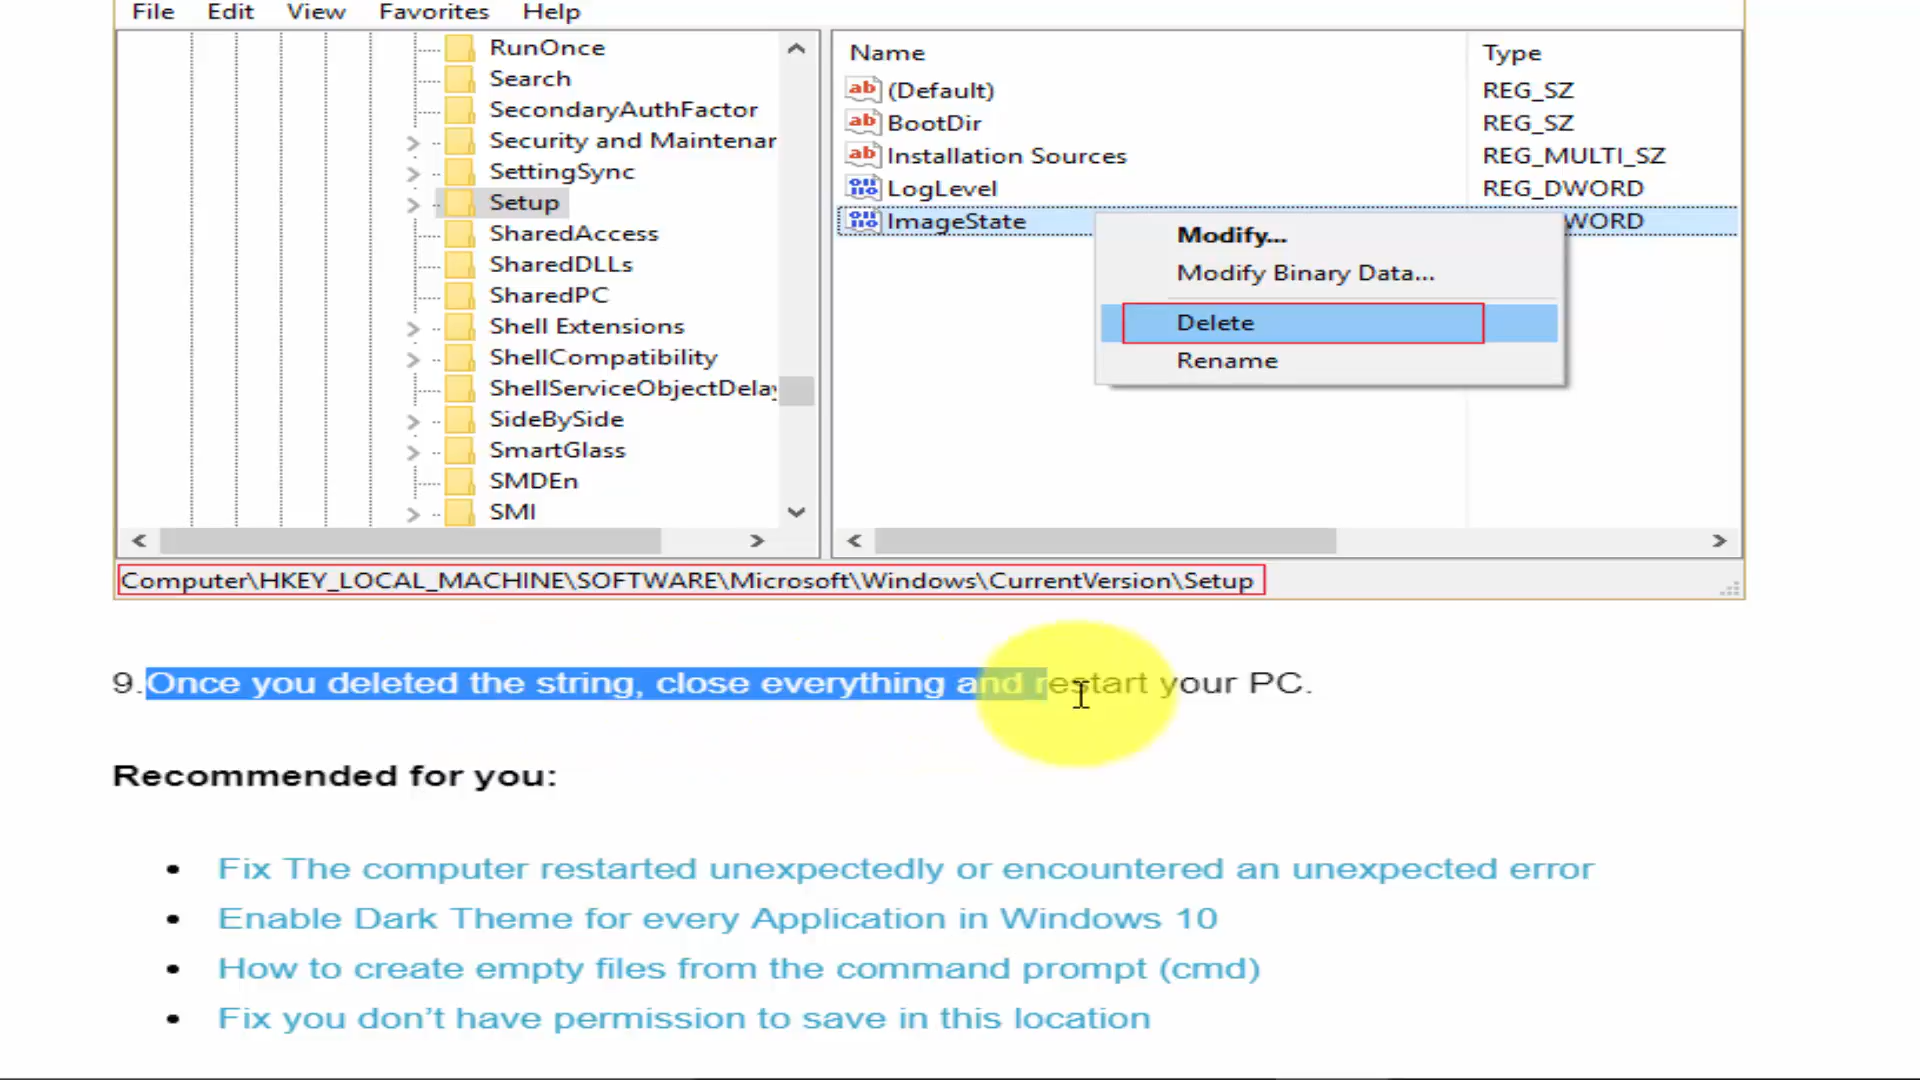 File Edit View Favorites Help
RunOnce
Search
SecondaryAuthFactor
Security and Maintenar
SettingSync
Setup
SharedAccess
SharedDLLs
SharedPC
Shell Extensions
ShellCompatibility
ShellServiceObjectDelay
SideBySide
SmartGlass
SMDEn
SMI
Name Type
ab (Default) REG_SZ
ab BootDir REG_SZ
ab Installation Sources REG_MULTI_SZ
LogLevel REG_DWORD
ImageState WORD
Modify...
Modify Binary Data...
Delete
Rename
Computer\HKEY_LOCAL_MACHINE\SOFTWARE\Microsoft\Windows\CurrentVersion\Setup
9.Once you deleted the string, close everything and restart your PC.
Recommended for you:
• Fix The computer restarted unexpectedly or encountered an unexpected error
• Enable Dark Theme for every Application in Windows 10
• How to create empty files from the command prompt (cmd)
• Fix you don’t have permission to save in this location